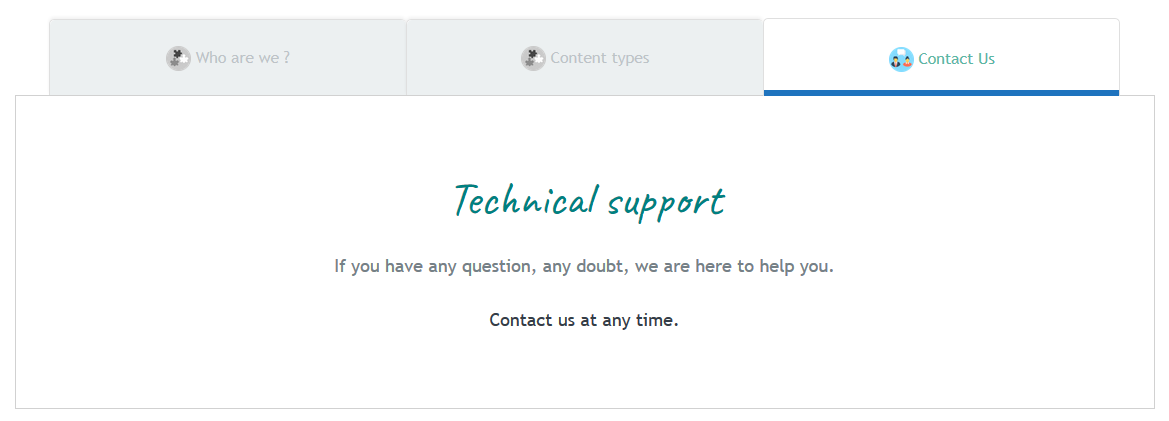 Who are we ?
Content types
Contact Us
Technical support
If you have any question, any doubt, we are here to help you.
Contact us at any time.